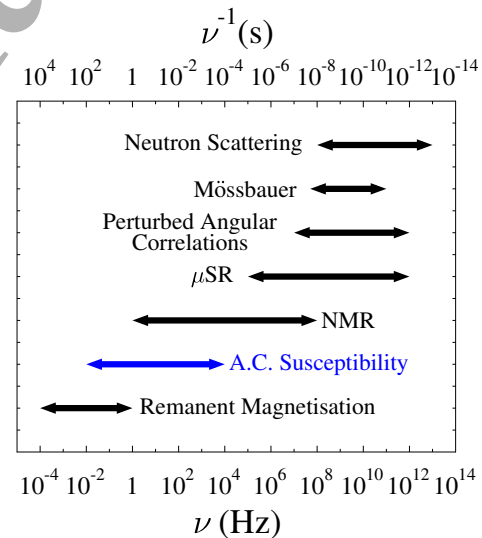 ν⁻¹(s)
10⁴ 10² 1 10⁻² 10⁻⁴ 10⁻⁶ 10⁻⁸ 10⁻¹⁰ 10⁻¹² 10⁻¹⁴
Neutron Scattering
Mössbauer
Perturbed Angular
Correlations
μSR
NMR
A.C. Susceptibility
Remanent Magnetisation
10⁻⁴ 10⁻² 1 10² 10⁴ 10⁶ 10⁸ 10¹⁰ 10¹² 10¹⁴
ν (Hz)